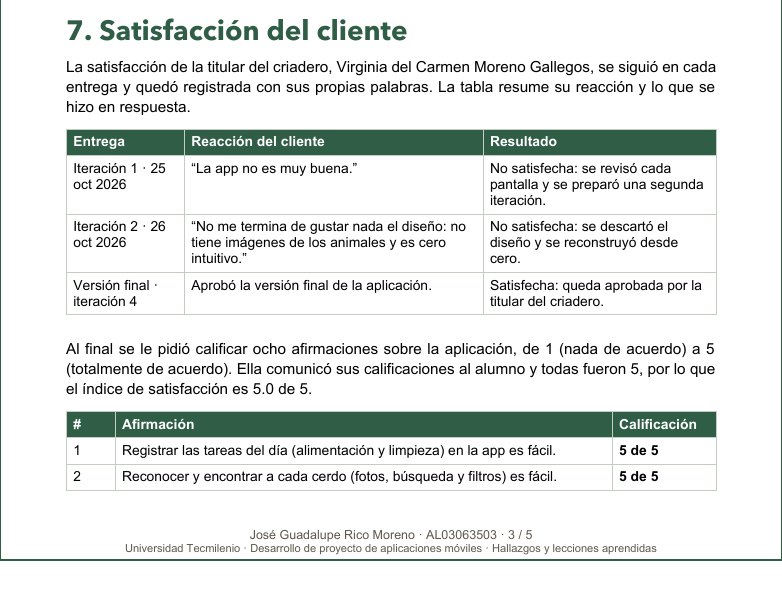 7. Satisfacción del cliente
La satisfacción de la titular del criadero, Virginia del Carmen Moreno Gallegos, se siguió en cada
entrega y quedó registrada con sus propias palabras. La tabla resume su reacción y lo que se
hizo en respuesta.
Entrega Reacción del cliente Resultado
Iteración 1 · 25
oct 2026
“La app no es muy buena.”
No satisfecha: se revisó cada
pantalla y se preparó una segunda
iteración.
Iteración 2 · 26
oct 2026
“No me termina de gustar nada el diseño: no
tiene imágenes de los animales y es cero
intuitivo.”
No satisfecha: se descartó el
diseño y se reconstruyó desde
cero.
Versión final ·
iteración 4
Aprobó la versión final de la aplicación.
Satisfecha: queda aprobada por la
titular del criadero.
Al final se le pidió calificar ocho afirmaciones sobre la aplicación, de 1 (nada de acuerdo) a 5
(totalmente de acuerdo). Ella comunicó sus calificaciones al alumno y todas fueron 5, por lo que
el índice de satisfacción es 5.0 de 5.
# Afirmación Calificación
1 Registrar las tareas del día (alimentación y limpieza) en la app es fácil. 5 de 5
2 Reconocer y encontrar a cada cerdo (fotos, búsqueda y filtros) es fácil. 5 de 5
José Guadalupe Rico Moreno · AL03063503 · 3 / 5
Universidad Tecmilenio · Desarrollo de proyecto de aplicaciones móviles · Hallazgos y lecciones aprendidas